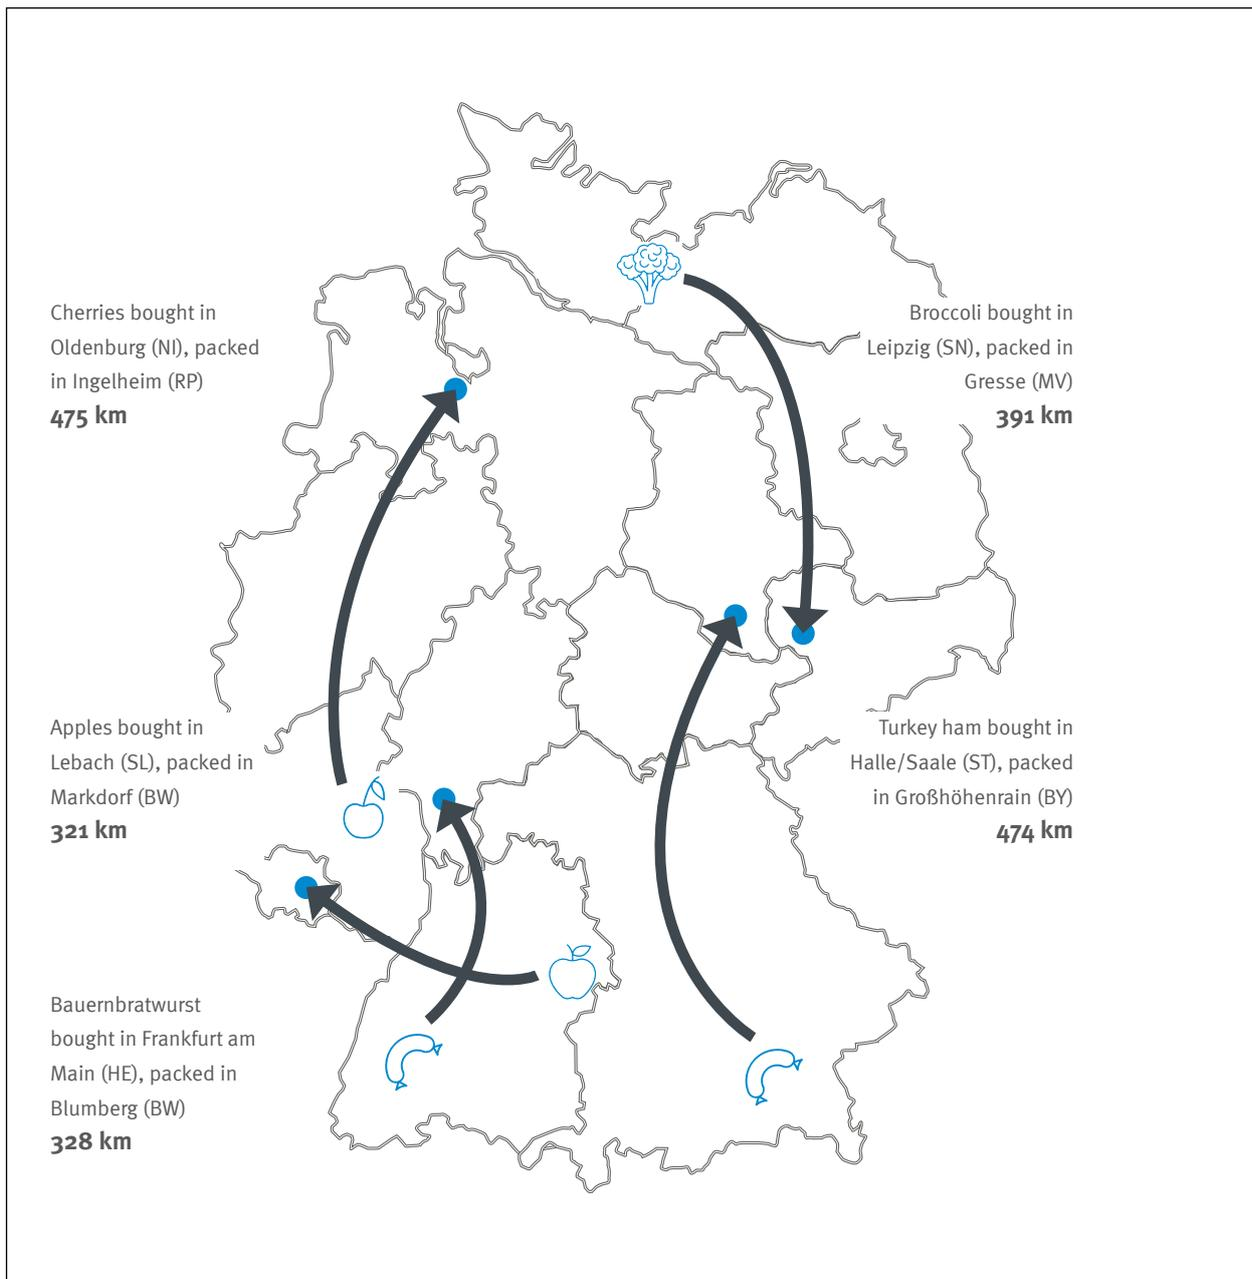 Cherries bought in
Oldenburg (NI), packed
in Ingelheim (RP)
475 km
Broccoli bought in
Leipzig (SN), packed in
Gresse (MV)
391 km
Apples bought in
Lebach (SL), packed in
Markdorf (BW)
321 km
Turkey ham bought in
Halle/Saale (ST), packed
in Großhöhenrain (BY)
474 km
Bauernbratwurst
bought in Frankfurt am
Main (HE), packed in
Blumberg (BW)
328 km